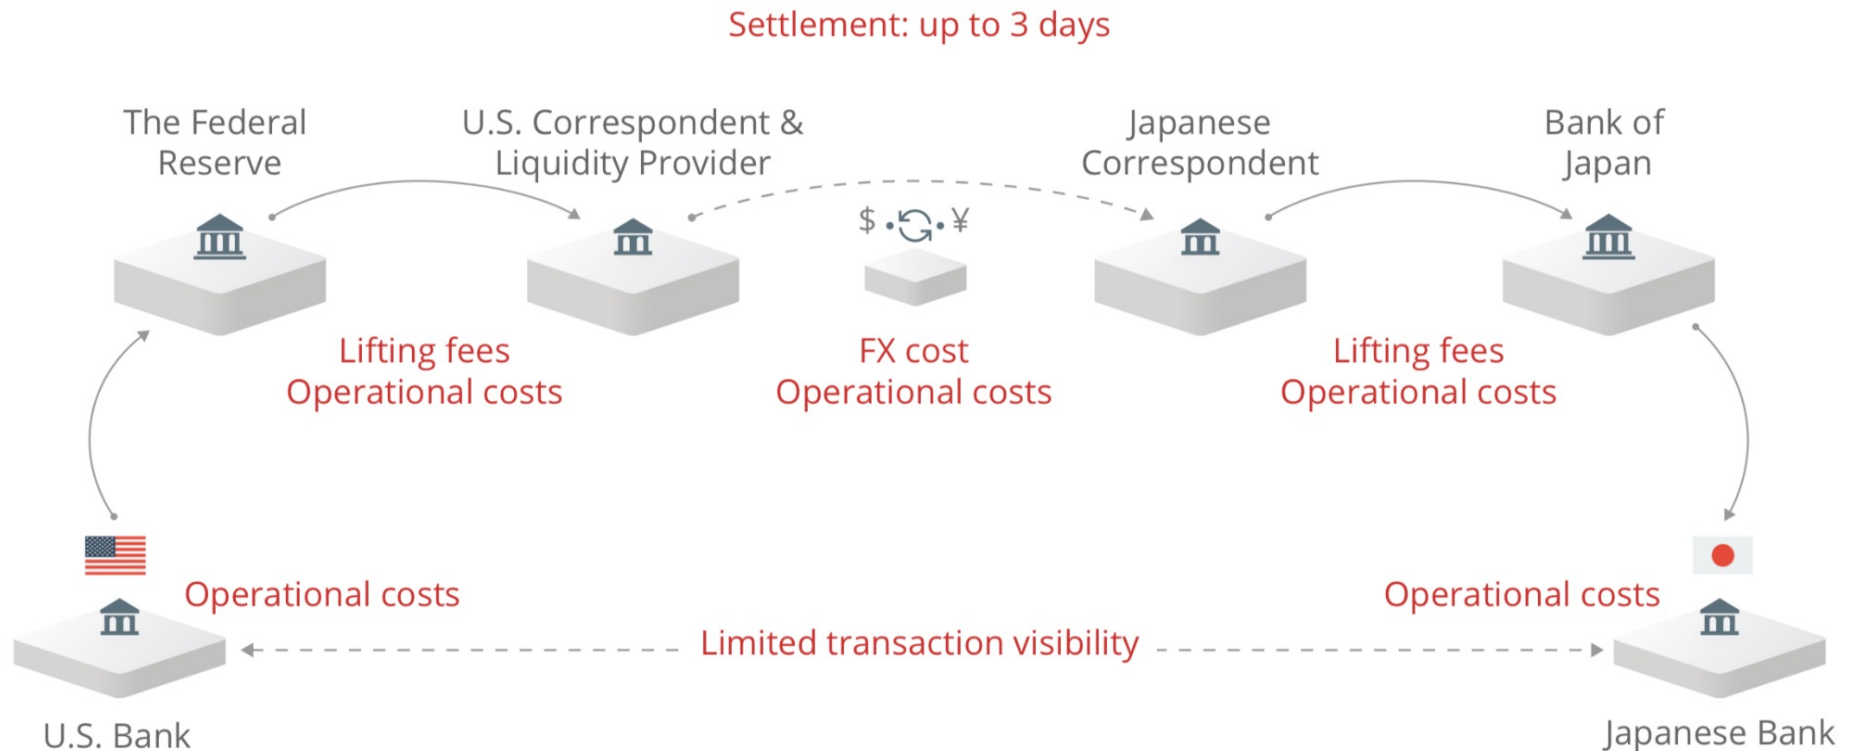 Settlement: up to 3 days
The Federal
Reserve
U.S. Correspondent &
Liquidity Provider
Japanese
Correspondent
Bank of
Japan
$ ¥
Lifting fees
Operational costs
FX cost
Operational costs
Lifting fees
Operational costs
Operational costs
Operational costs
Limited transaction visibility
U.S. Bank
Japanese Bank